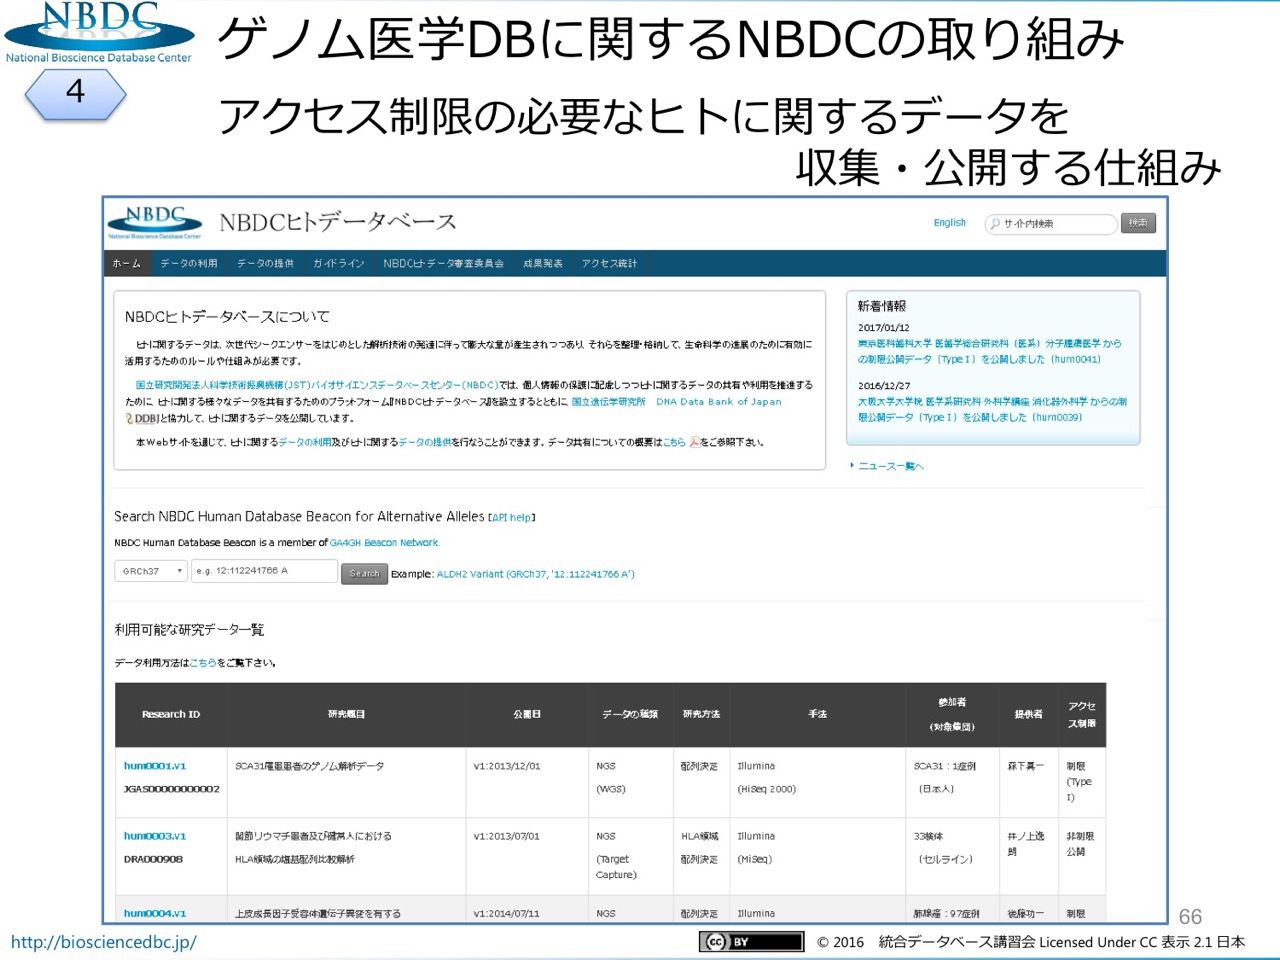 NBDC
National Bioscience Database Center
ゲノム医学DBに関するNBDCの取り組み
4
アクセス制限の必要なヒトに関するデータを
収集・公開する仕組み
NBDC
National Bioscience Database Center
NBDCヒトデータベース
English
サイト内検索
検索
ホーム データの利用 データの提供 ガイドライン NBDCヒトデータ審査委員会 成果発表 アクセス統計
NBDCヒトデータベースについて
ヒトに関するデータは、次世代シークエンサーをはじめとした解析技術の発達に伴って膨大な量が産生されつつあり、それらを整理・格納して、生命科学の進展のために有効に
活用するためのルールや仕組みが必要です。
国立研究開発法人科学技術振興機構(JST)バイオサイエンスデータベースセンター(NBDC)では、個人情報の保護に配慮しつつヒトに関するデータの共有や利用を推進する
ために、ヒトに関する様々なデータを共有するためのプラットフォーム『NBDCヒトデータベース』を設立するとともに、国立遺伝学研究所 DNA Data Bank of Japan
DDBJと協力して、ヒトに関するデータを公開しています。
本Webサイトを通じて、ヒトに関するデータの利用及びヒトに関するデータの提供を行なうことができます。データ共有についての概要はこちら をご参照下さい。
新着情報
2017/01/12
東京医科歯科大学 医歯学総合研究科（医系）分子腫瘍医学 から
の制限公開データ（Type I）を公開しました（hum0041）
2016/12/27
大阪大学大学院 医学系研究科 外科学講座 消化器外科学 からの制
限公開データ（Type I）を公開しました（hum0039）
ニュース一覧へ
Search NBDC Human Database Beacon for Alternative Alleles [API help]
NBDC Human Database Beacon is a member of GA4GH Beacon Network.
GRCh37 e.g. 12:112241766 A Search Example: ALDH2 Variant (GRCh37, '12:112241766 A')
利用可能な研究データ一覧
データ利用方法はこちらをご覧下さい。
Research ID 研究題目 公開日 データの種類 研究方法 手法 参加者 (対象集団) 提供者 アクセス制限
hum0001.v1 SCA31罹患患者のゲノム解析データ v1:2013/12/01 NGS 配列決定 Illumina SCA31：1症例 森下真一 制限
JGAS00000000002 (WGS) (HiSeq 2000) （日本人） (Type
I)
hum0003.v1 関節リウマチ患者及び健常人における v1:2013/07/01 NGS HLA領域 Illumina 33検体 井ノ上逸朗 非制限
DRA000908 HLA領域の塩基配列比較解析 (Target 配列決定 (MiSeq) （セルライン） 公開
Capture)
hum0004.v1 上皮成長因子受容体遺伝子異常を有する v1:2014/07/11 NGS 配列決定 Illumina 肺腺癌：97症例 後藤功一 制限
66
http://biosciencedbc.jp/
CC BY
© 2016 統合データベース講習会 Licensed Under CC 表示 2.1 日本